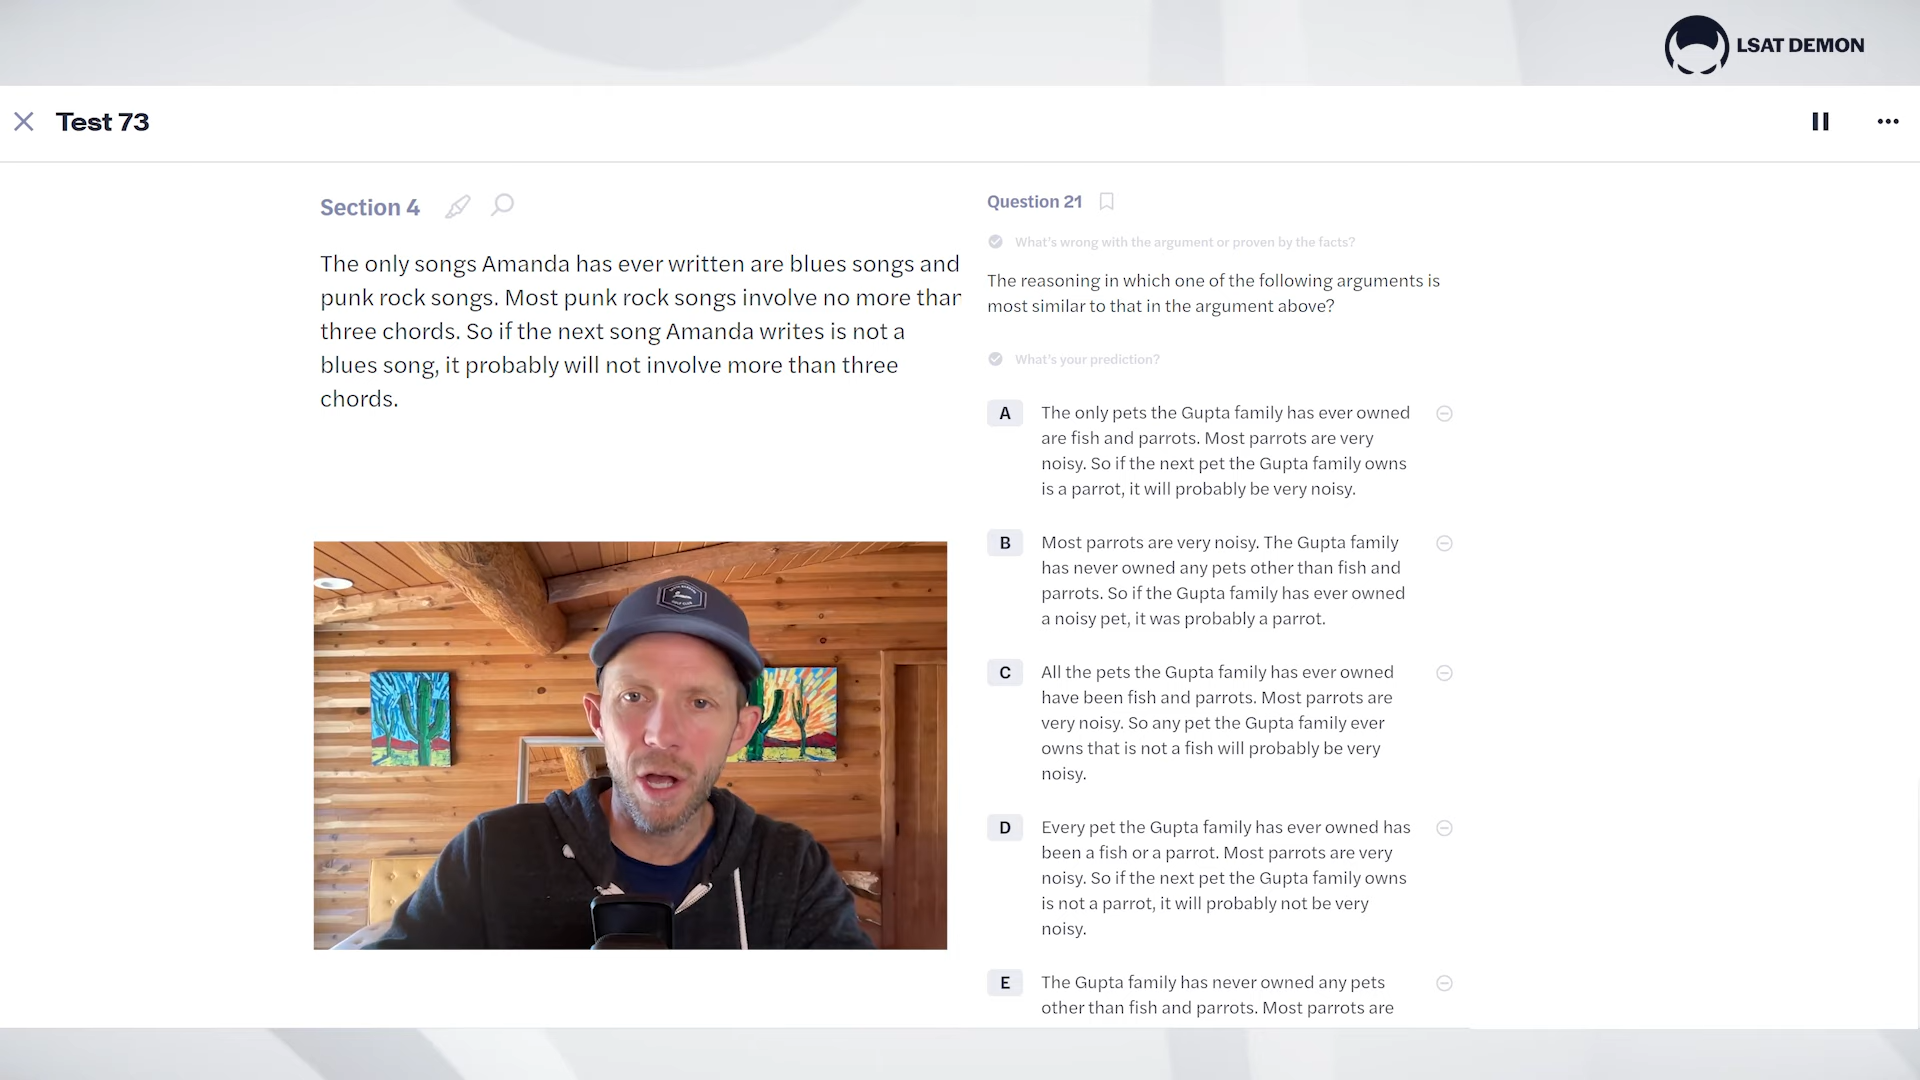 LSAT DEMON
Test 73
Section 4
The only songs Amanda has ever written are blues songs and
punk rock songs. Most punk rock songs involve no more than
three chords. So if the next song Amanda writes is not a
blues song, it probably will not involve more than three
chords.
Question 21
What's wrong with the argument or proven by the facts?
The reasoning in which one of the following arguments is
most similar to that in the argument above?
What's your prediction?
A The only pets the Gupta family has ever owned
are fish and parrots. Most parrots are very
noisy. So if the next pet the Gupta family owns
is a parrot, it will probably be very noisy.
B Most parrots are very noisy. The Gupta family
has never owned any pets other than fish and
parrots. So if the Gupta family has ever owned
a noisy pet, it was probably a parrot.
C All the pets the Gupta family has ever owned
have been fish and parrots. Most parrots are
very noisy. So any pet the Gupta family ever
owns that is not a fish will probably be very
noisy.
D Every pet the Gupta family has ever owned has
been a fish or a parrot. Most parrots are very
noisy. So if the next pet the Gupta family owns
is not a parrot, it will probably not be very
noisy.
E The Gupta family has never owned any pets
other than fish and parrots. Most parrots are